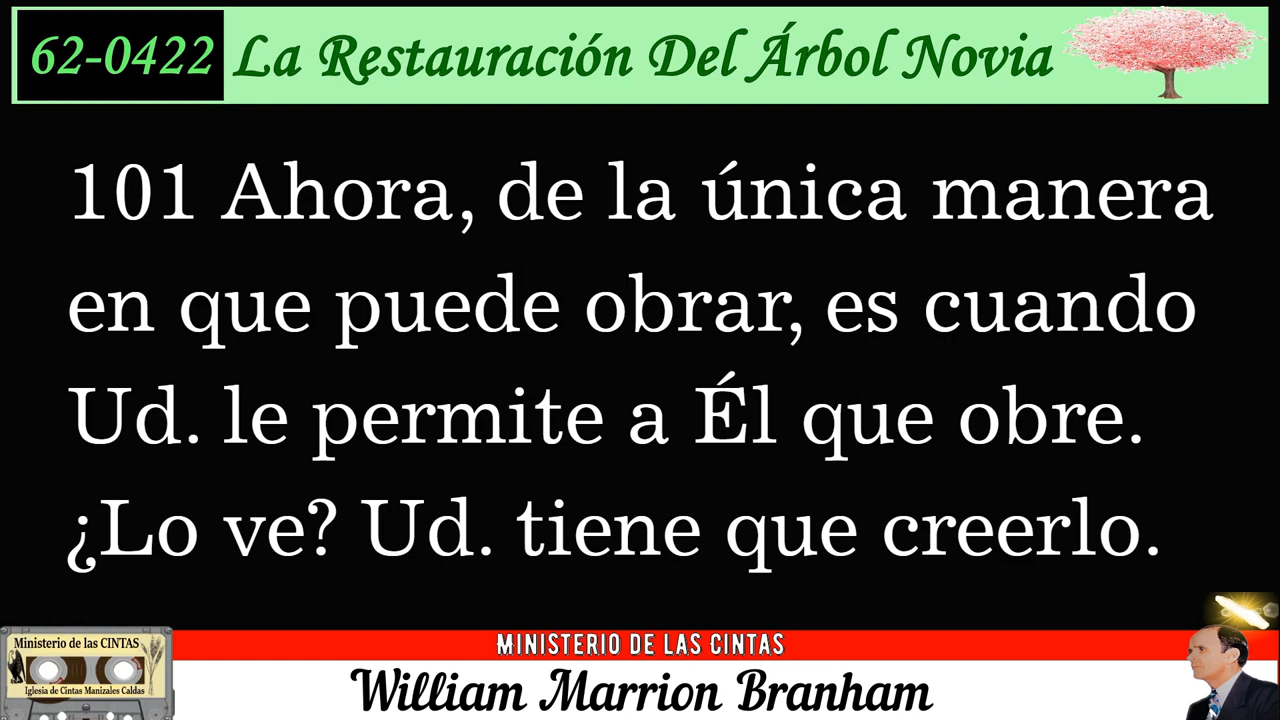 62-0422 La Restauración Del Árbol Novia
101 Ahora, de la única manera
en que puede obrar, es cuando
Ud. le permite a Él que obre.
¿Lo ve? Ud. tiene que creerlo.
MINISTERIO DE LAS CINTAS
Ministerio de las CINTAS
Iglesia de Cintas Manizales Caldas
William Marrion Branham